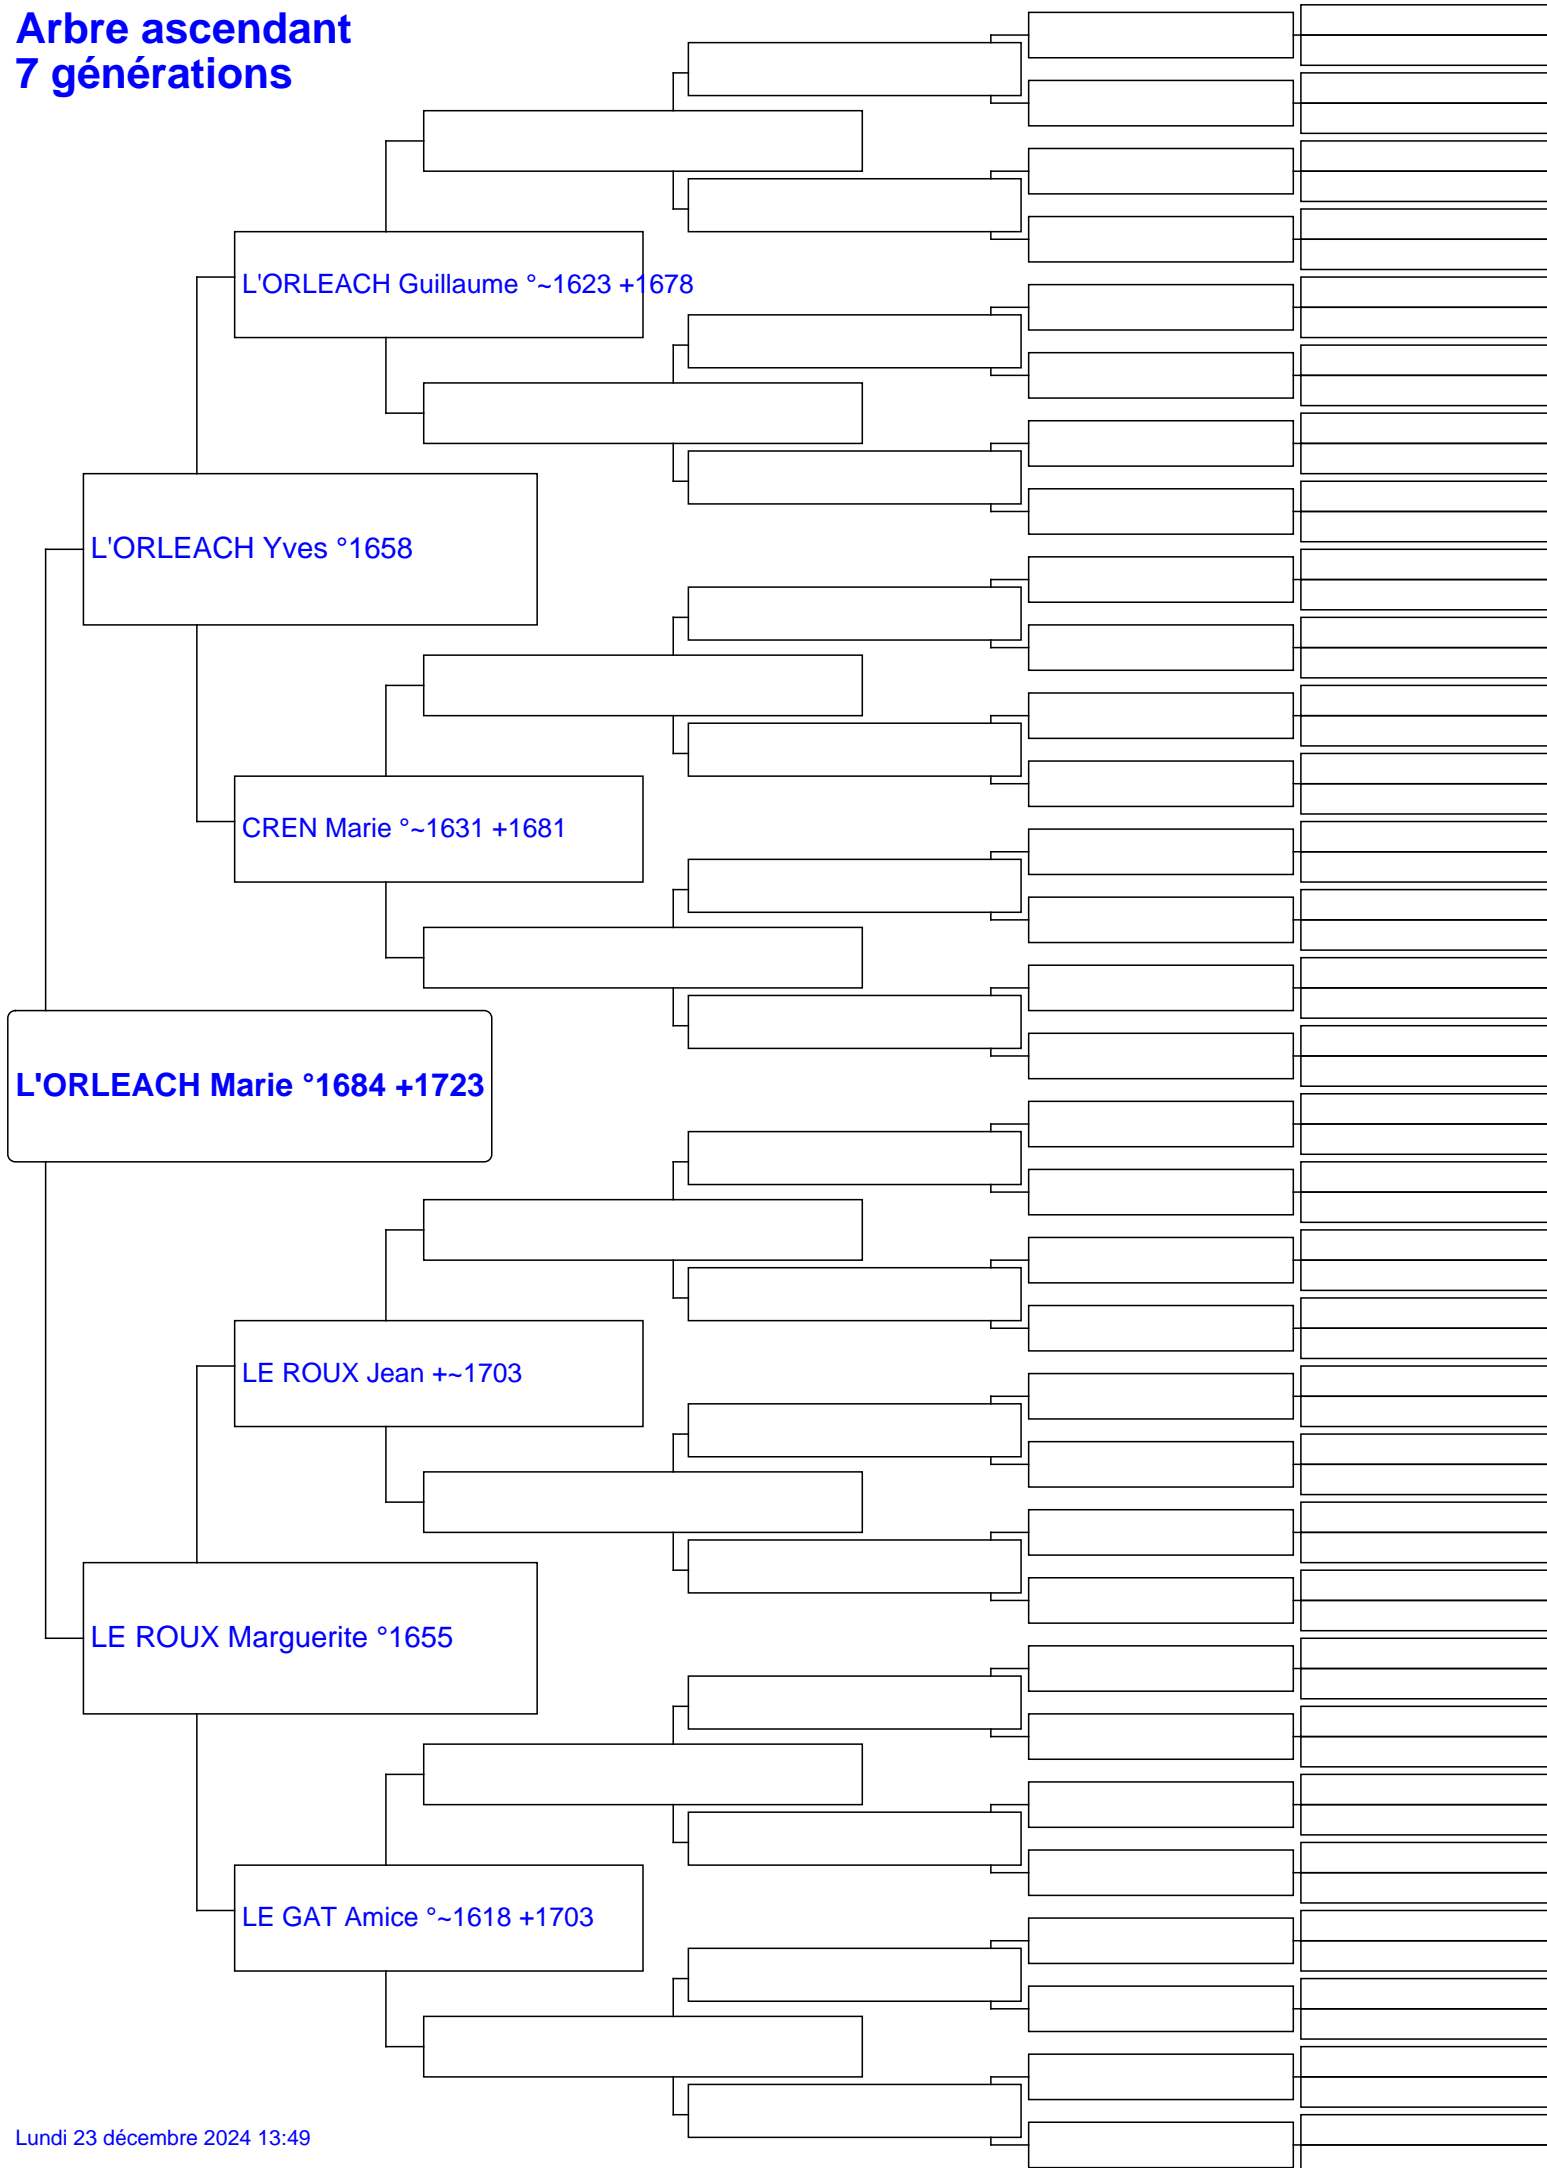 Arbre ascendant
7 générations
L'ORLEACH Guillaume °~1623 +1678
L'ORLEACH Yves °1658
CREN Marie °~1631 +1681
L'ORLEACH Marie °1684 +1723
LE ROUX Jean +~1703
LE ROUX Marguerite °1655
LE GAT Amice °~1618 +1703
Lundi 23 décembre 2024 13:49